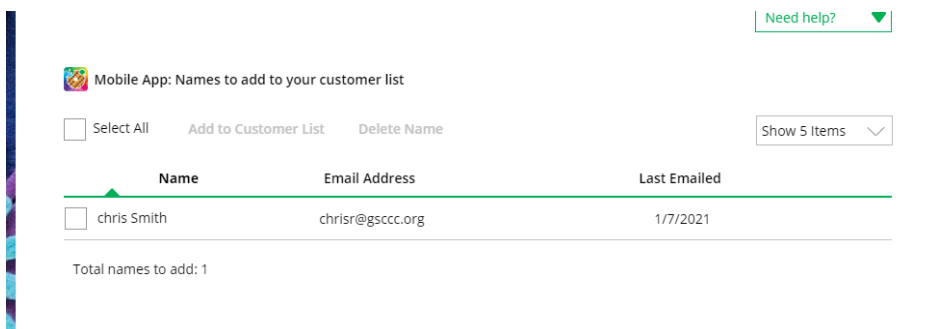 Need help?
Mobile App: Names to add to your customer list
Select All Add to Customer List Delete Name
Show 5 Items
Name Email Address Last Emailed
chris Smith chrisr@gsccc.org 1/7/2021
Total names to add: 1